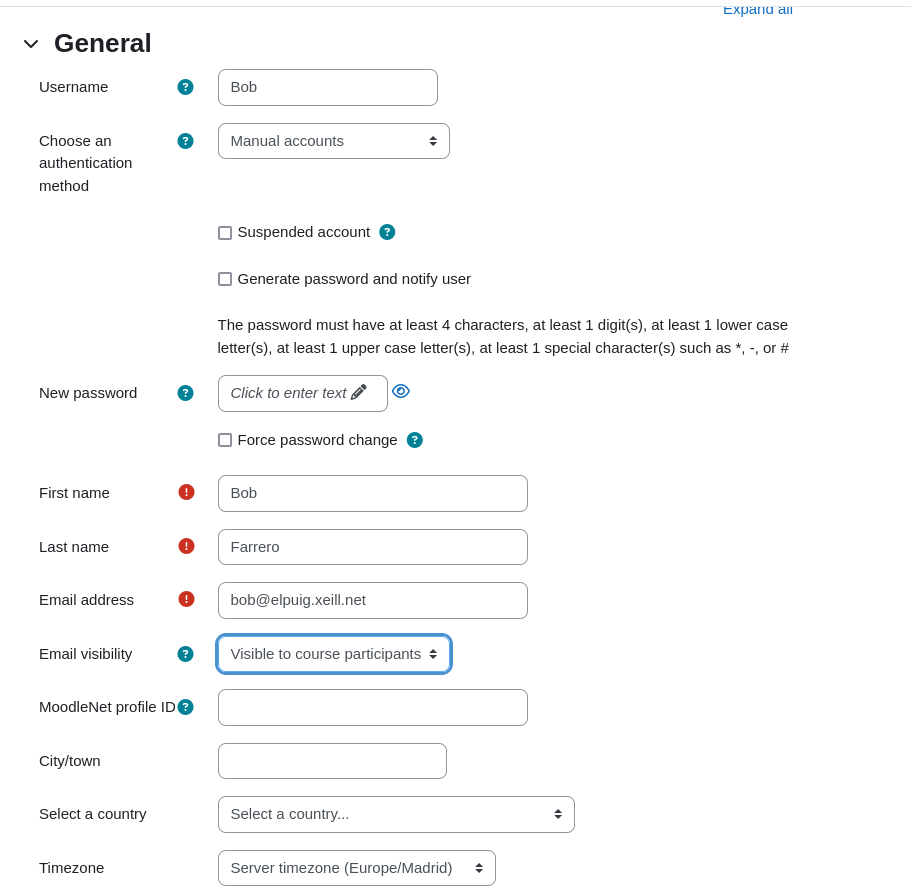 Expand all
General
Username
Bob
Choose an
authentication
method
Manual accounts
Suspended account
Generate password and notify user
The password must have at least 4 characters, at least 1 digit(s), at least 1 lower case
letter(s), at least 1 upper case letter(s), at least 1 special character(s) such as *, -, or #
New password
Click to enter text
Force password change
First name
Bob
Last name
Farrero
Email address
bob@elpuig.xeill.net
Email visibility
Visible to course participants
MoodleNet profile ID
City/town
Select a country
Select a country...
Timezone
Server timezone (Europe/Madrid)